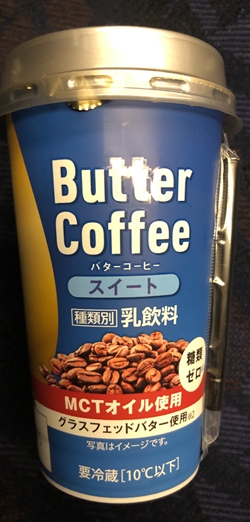 Butter
Coffee
バターコーヒー
スイート
種類別 乳飲料
糖類
ゼロ
MCTオイル使用
グラスフェッドバター使用※2
写真はイメージです。
要冷蔵[10℃以下]